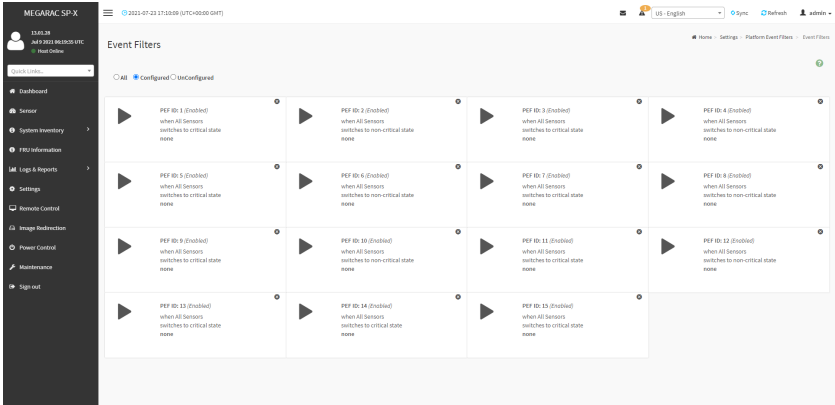 MEGARAC SP-X
2021-07-23 17:10:09 (UTC+00:00 GMT)
2
US - English
Sync
Refresh
admin
13.01.28
Jul 9 2021 06:19:55 UTC
Host Online
Quick Links...
Dashboard
Sensor
System Inventory
FRU Information
Logs & Reports
Settings
Remote Control
Image Redirection
Power Control
Maintenance
Sign out
Event Filters
Home > Settings > Platform Event Filters > Event Filters
All Configured UnConfigured
PEF ID: 1 (Enabled)
when All Sensors
switches to critical state
none
PEF ID: 2 (Enabled)
when All Sensors
switches to non-critical state
none
PEF ID: 3 (Enabled)
when All Sensors
switches to critical state
none
PEF ID: 4 (Enabled)
when All Sensors
switches to non-critical state
none
PEF ID: 5 (Enabled)
when All Sensors
switches to critical state
none
PEF ID: 6 (Enabled)
when All Sensors
switches to non-critical state
none
PEF ID: 7 (Enabled)
when All Sensors
switches to critical state
none
PEF ID: 8 (Enabled)
when All Sensors
switches to non-critical state
none
PEF ID: 9 (Enabled)
when All Sensors
switches to critical state
none
PEF ID: 10 (Enabled)
when All Sensors
switches to non-critical state
none
PEF ID: 11 (Enabled)
when All Sensors
switches to critical state
none
PEF ID: 12 (Enabled)
when All Sensors
switches to non-critical state
none
PEF ID: 13 (Enabled)
when All Sensors
switches to critical state
none
PEF ID: 14 (Enabled)
when All Sensors
switches to critical state
none
PEF ID: 15 (Enabled)
when All Sensors
switches to critical state
none